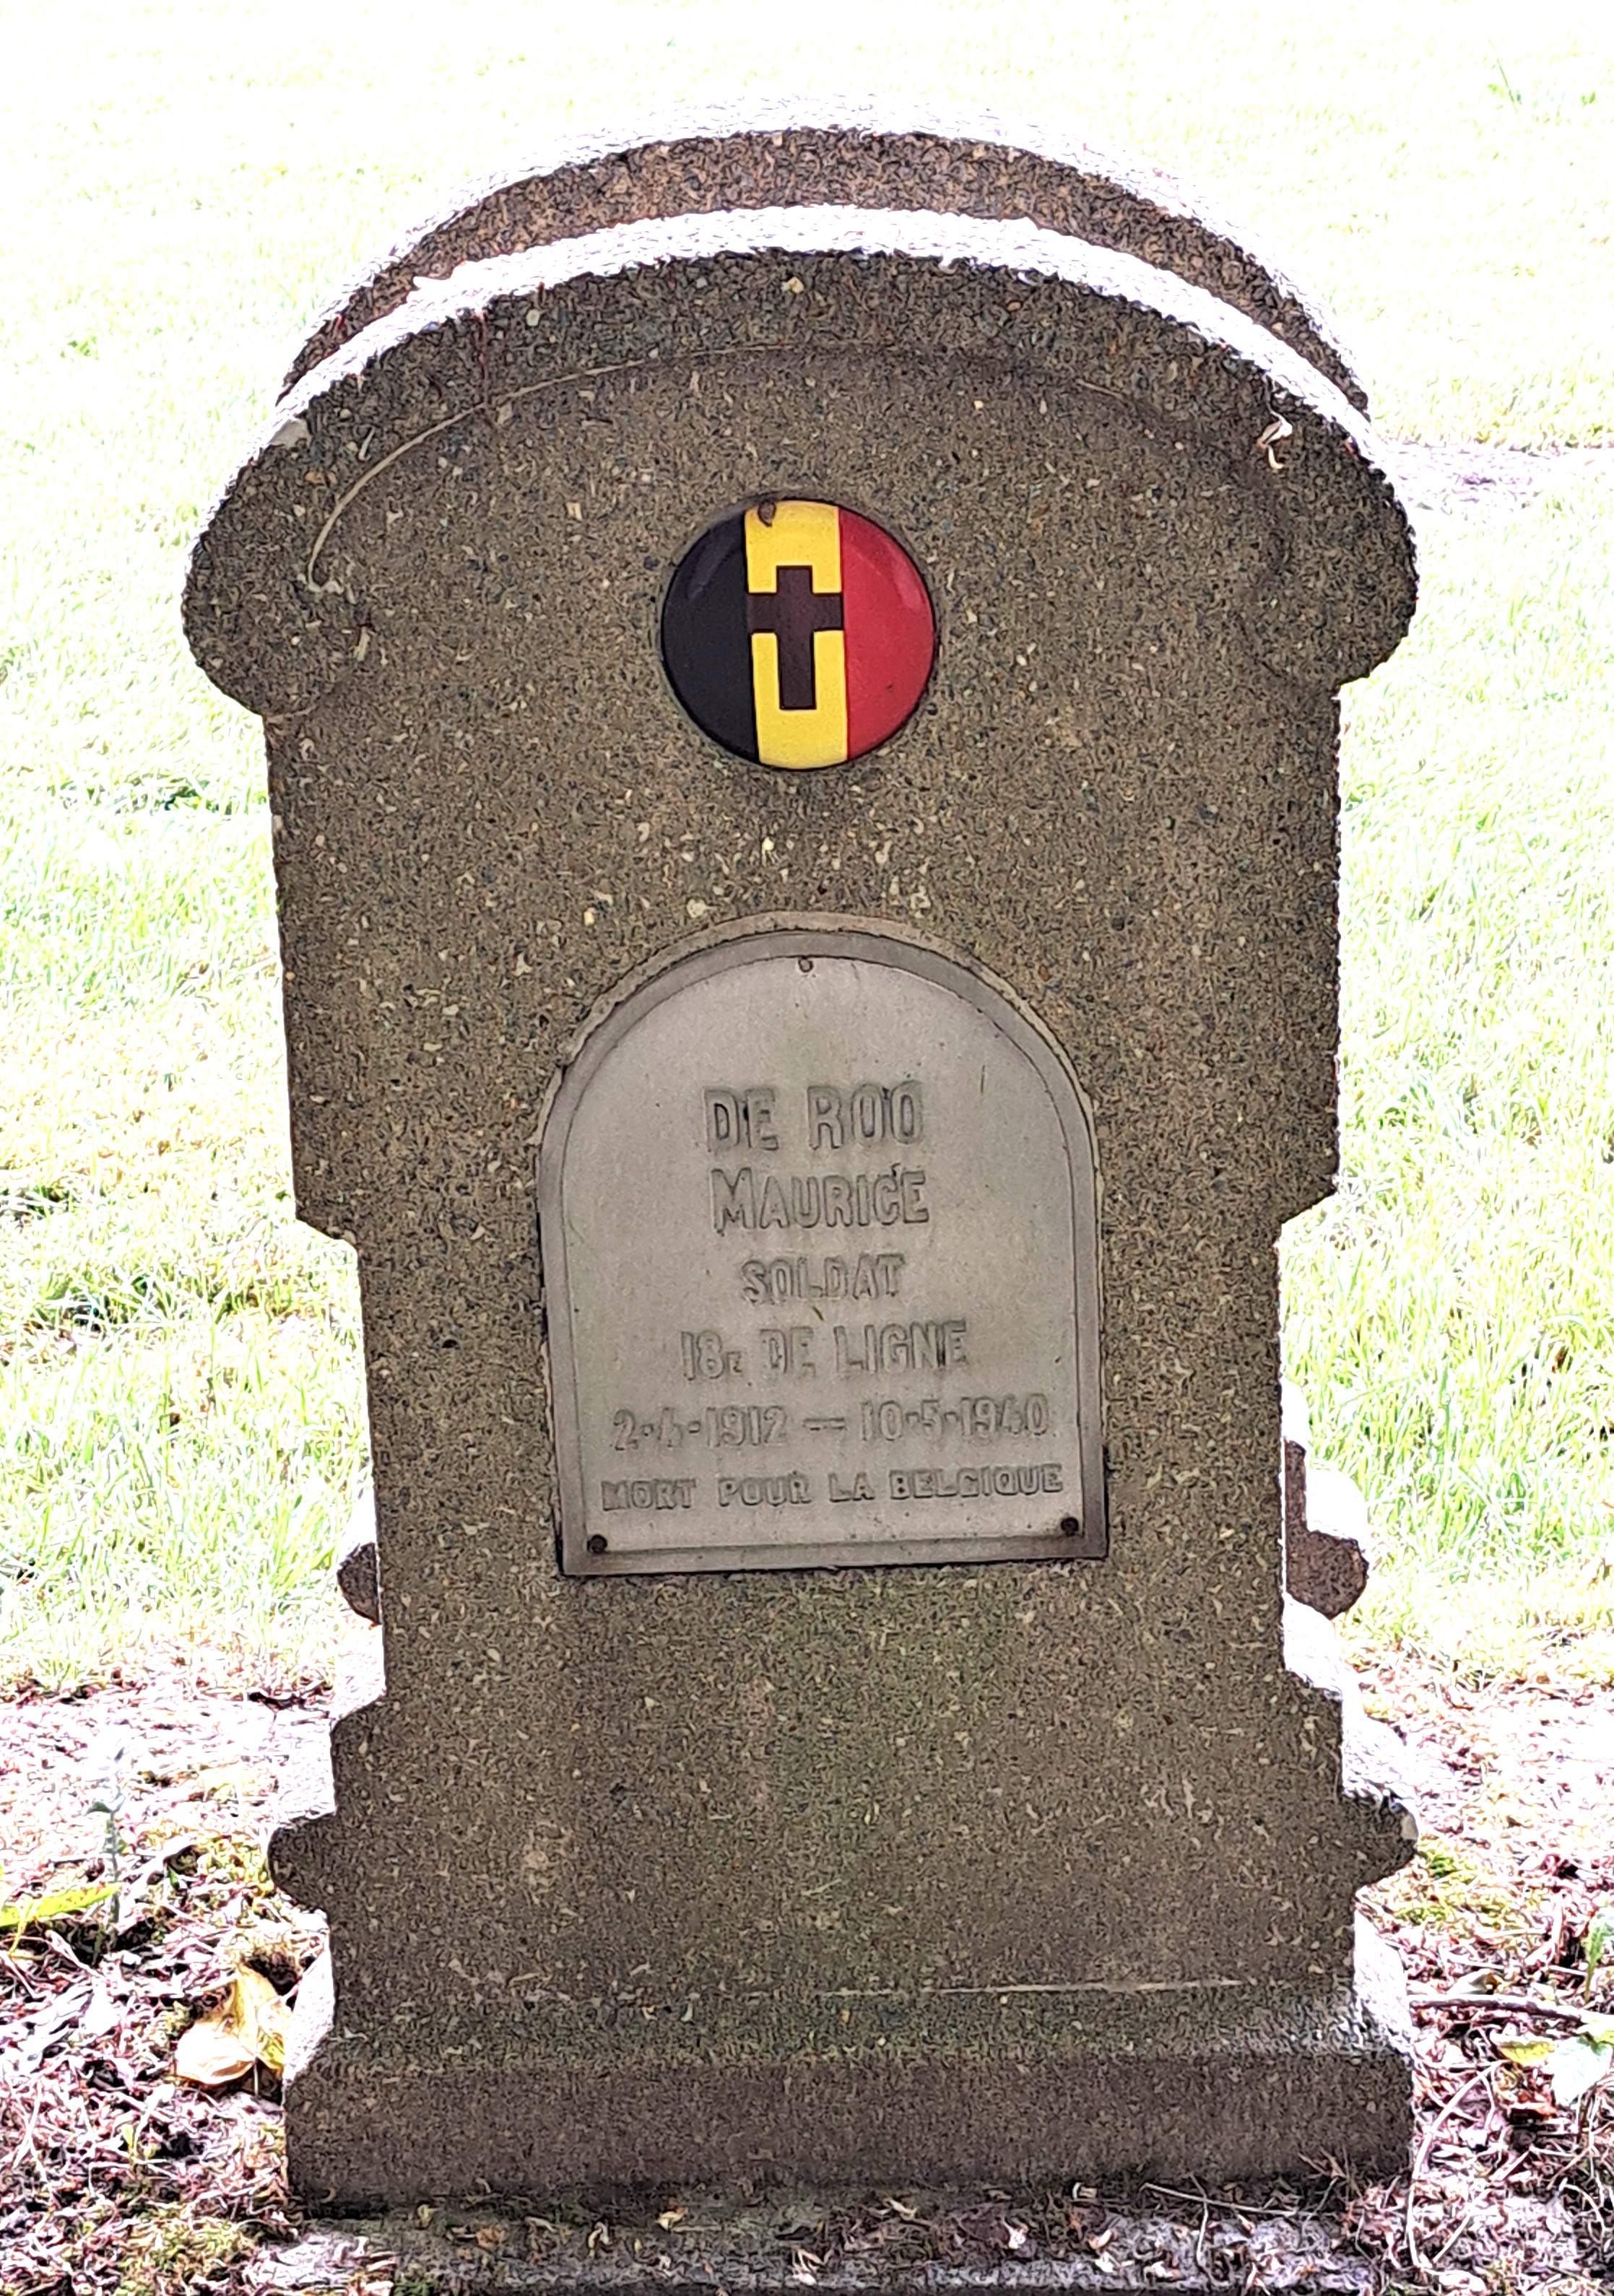 DE ROO
MAURICE
SOLDAT
18E DE LIGNE
2·4·1912 — 10·5·1940
MORT POUR LA BELGIQUE